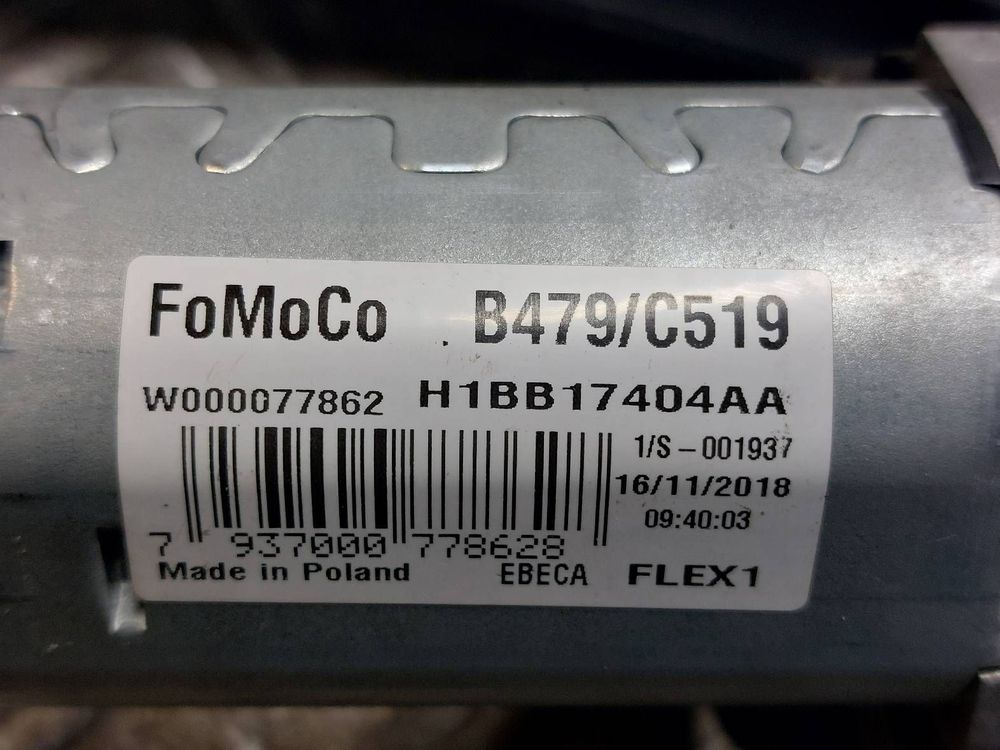 FoMoCo B479/C519
W000077862 H1BB17404AA
1/S-001937
16/11/2018
09:40:03
7 937000 778628
Made in Poland EBECA FLEX1